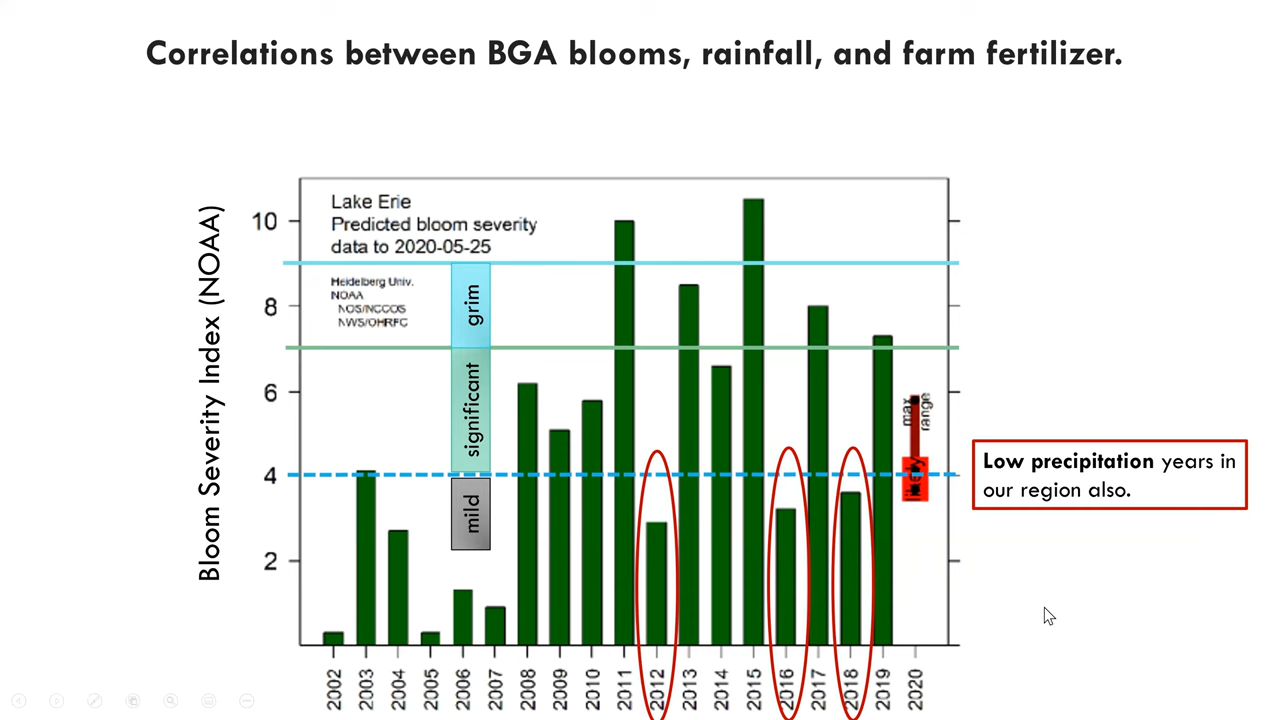 Correlations between BGA blooms, rainfall, and farm fertilizer.
Bloom Severity Index (NOAA)
10
8
6
4
2
Lake Erie
Predicted bloom severity
data to 2020-05-25
Heidelberg Univ.
NOAA
NOS/NCCOS
NWS/OHRFC
grim
significant
mild
max
range
likely
Low precipitation years in
our region also.
2002 2003 2004 2005 2006 2007 2008 2009 2010 2011 2012 2013 2014 2015 2016 2017 2018 2019 2020